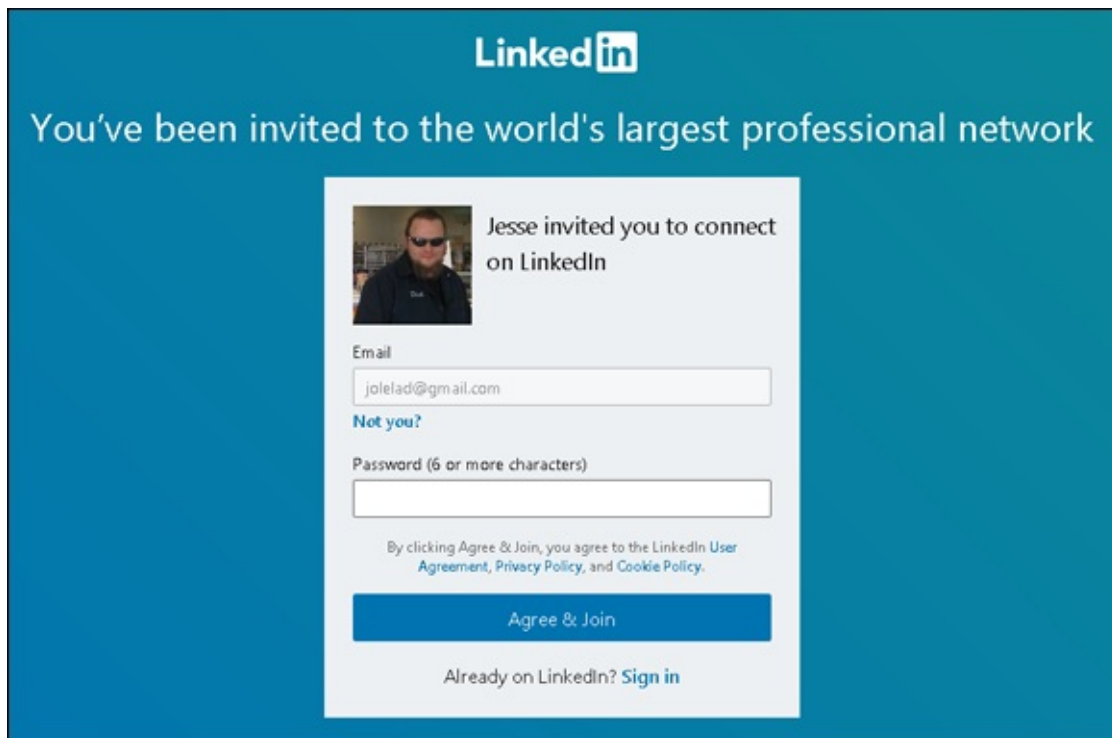 Linked in
You've been invited to the world's largest professional network
Jesse invited you to connect
on LinkedIn
Email
jolelad@gmail.com
Not you?
Password (6 or more characters)
By clicking Agree & Join, you agree to the LinkedIn User
Agreement, Privacy Policy, and Cookie Policy.
Agree & Join
Already on LinkedIn? Sign in